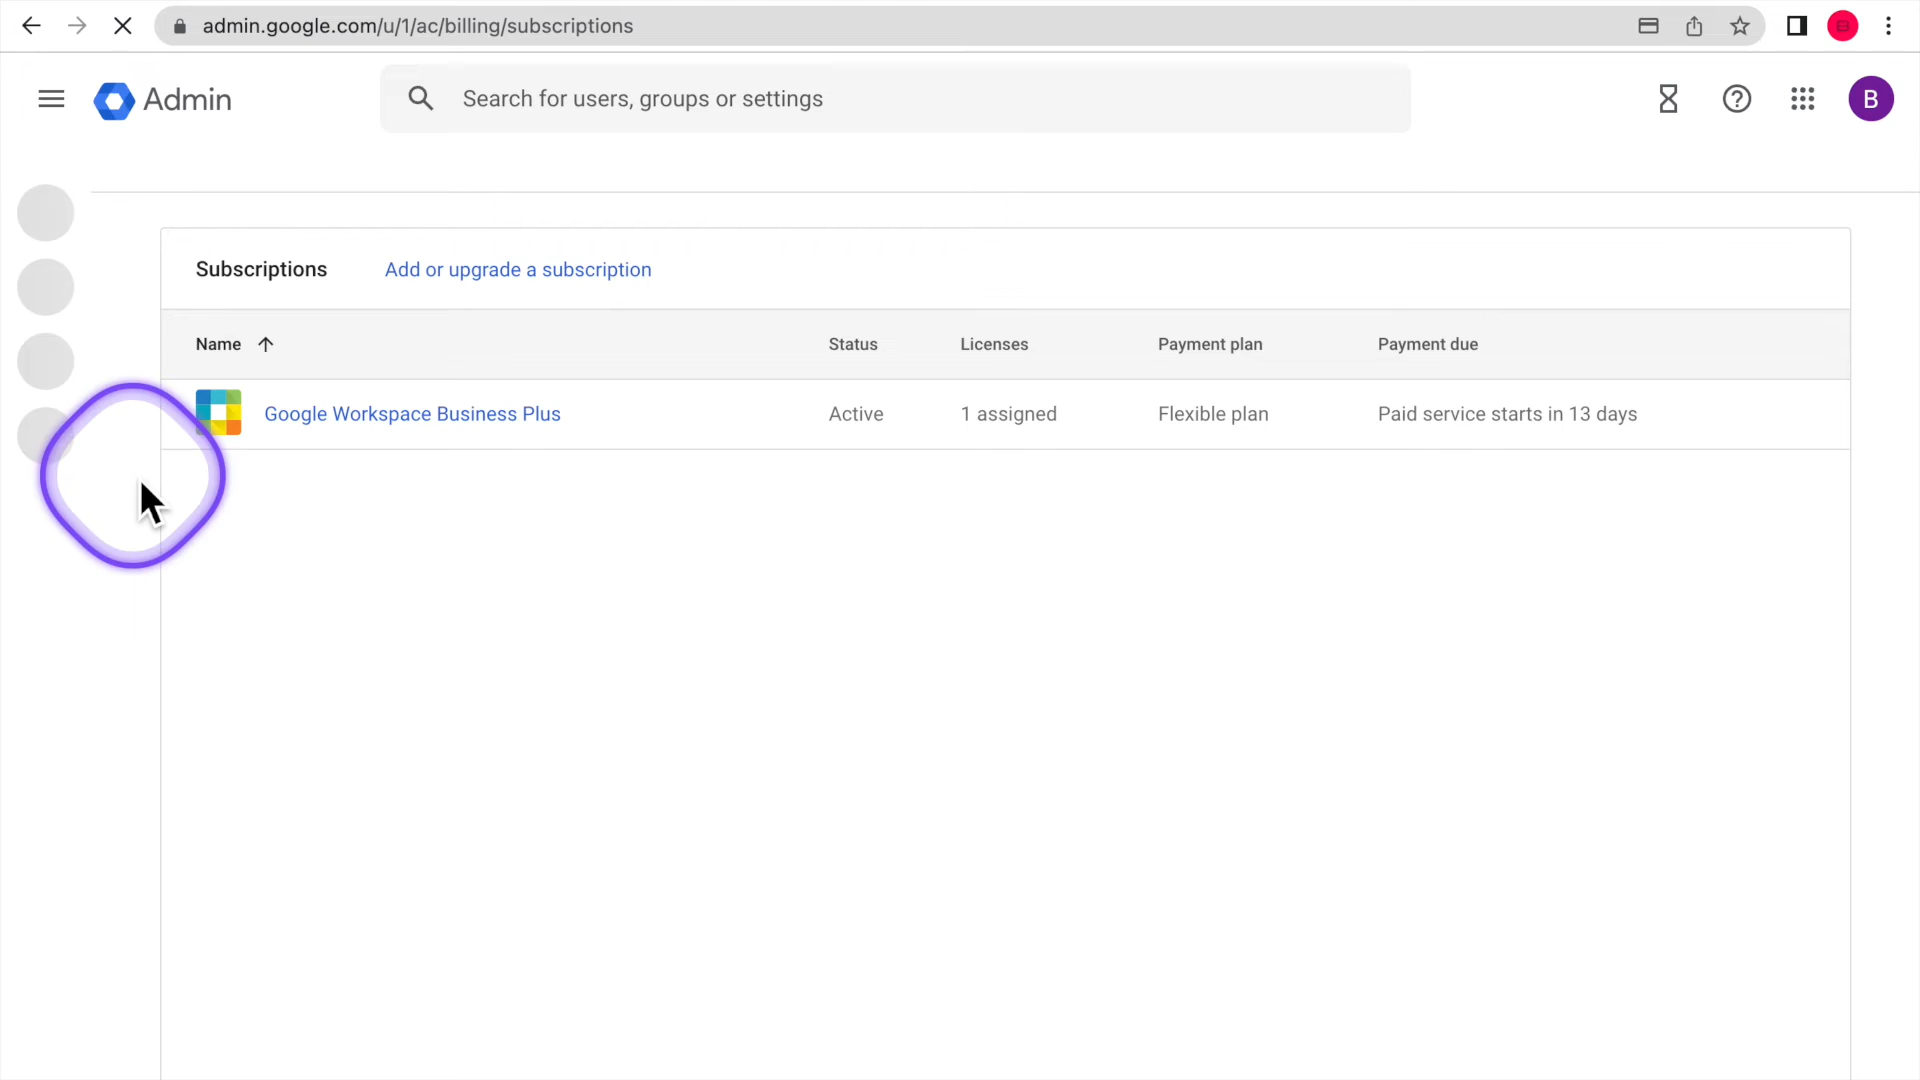 admin.google.com/u/1/ac/billing/subscriptions
B
Admin
Search for users, groups or settings
B
Subscriptions
Add or upgrade a subscription
Name Status Licenses Payment plan Payment due
Google Workspace Business Plus Active 1 assigned Flexible plan Paid service starts in 13 days